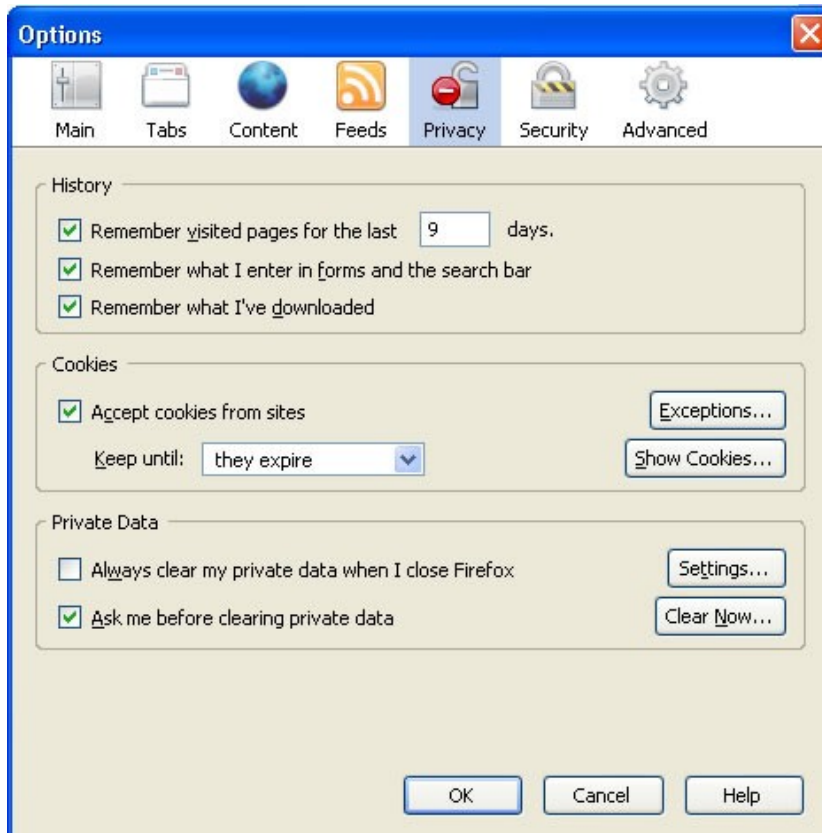 Options
Main Tabs Content Feeds Privacy Security Advanced
History
Remember visited pages for the last 9 days.
Remember what I enter in forms and the search bar
Remember what I've downloaded
Cookies
Accept cookies from sites Exceptions...
Keep until: they expire Show Cookies...
Private Data
Always clear my private data when I close Firefox Settings...
Ask me before clearing private data Clear Now...
OK Cancel Help